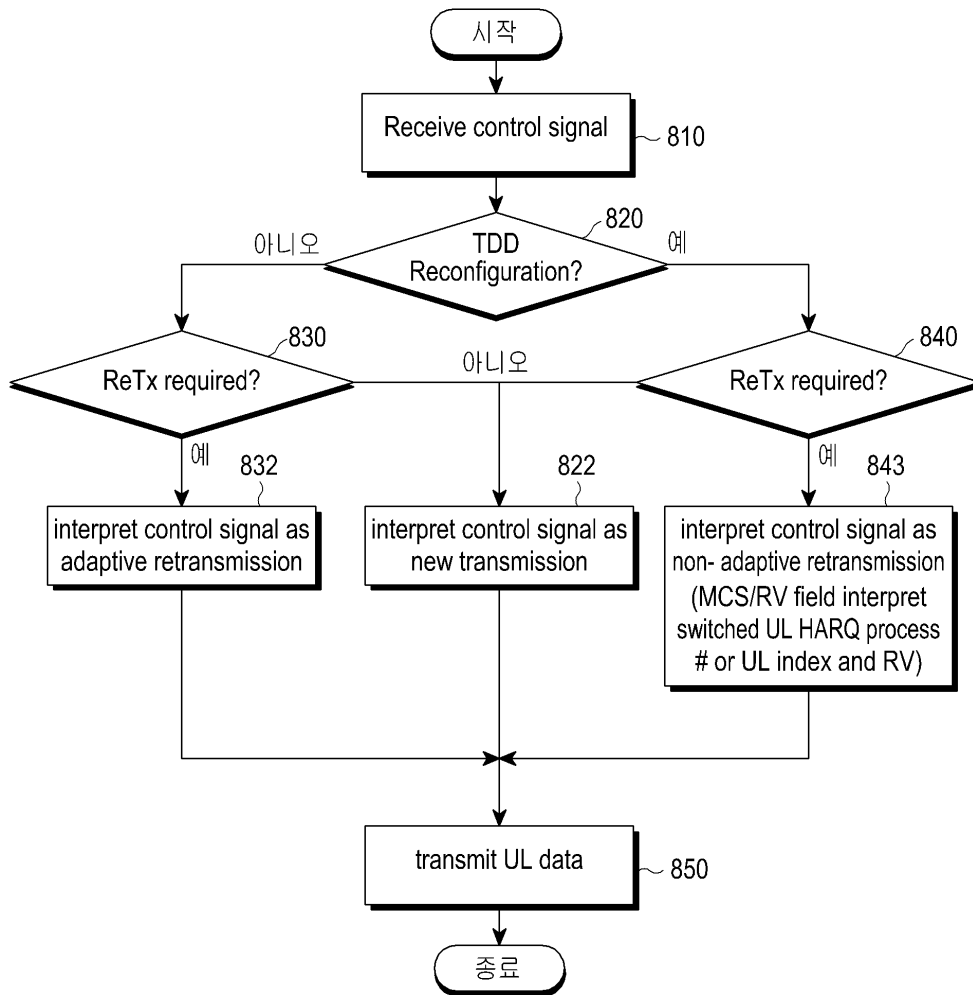 시작
Receive control signal
810
820
아니오
TDD
Reconfiguration?
예
830
840
ReTx required?
아니오
ReTx required?
예
예
832
822
843
interpret control signal as
adaptive retransmission
interpret control signal as
new transmission
interpret control signal as
non- adaptive retransmission
(MCS/RV field interpret
switched UL HARQ process
# or UL index and RV)
transmit UL data
850
종료